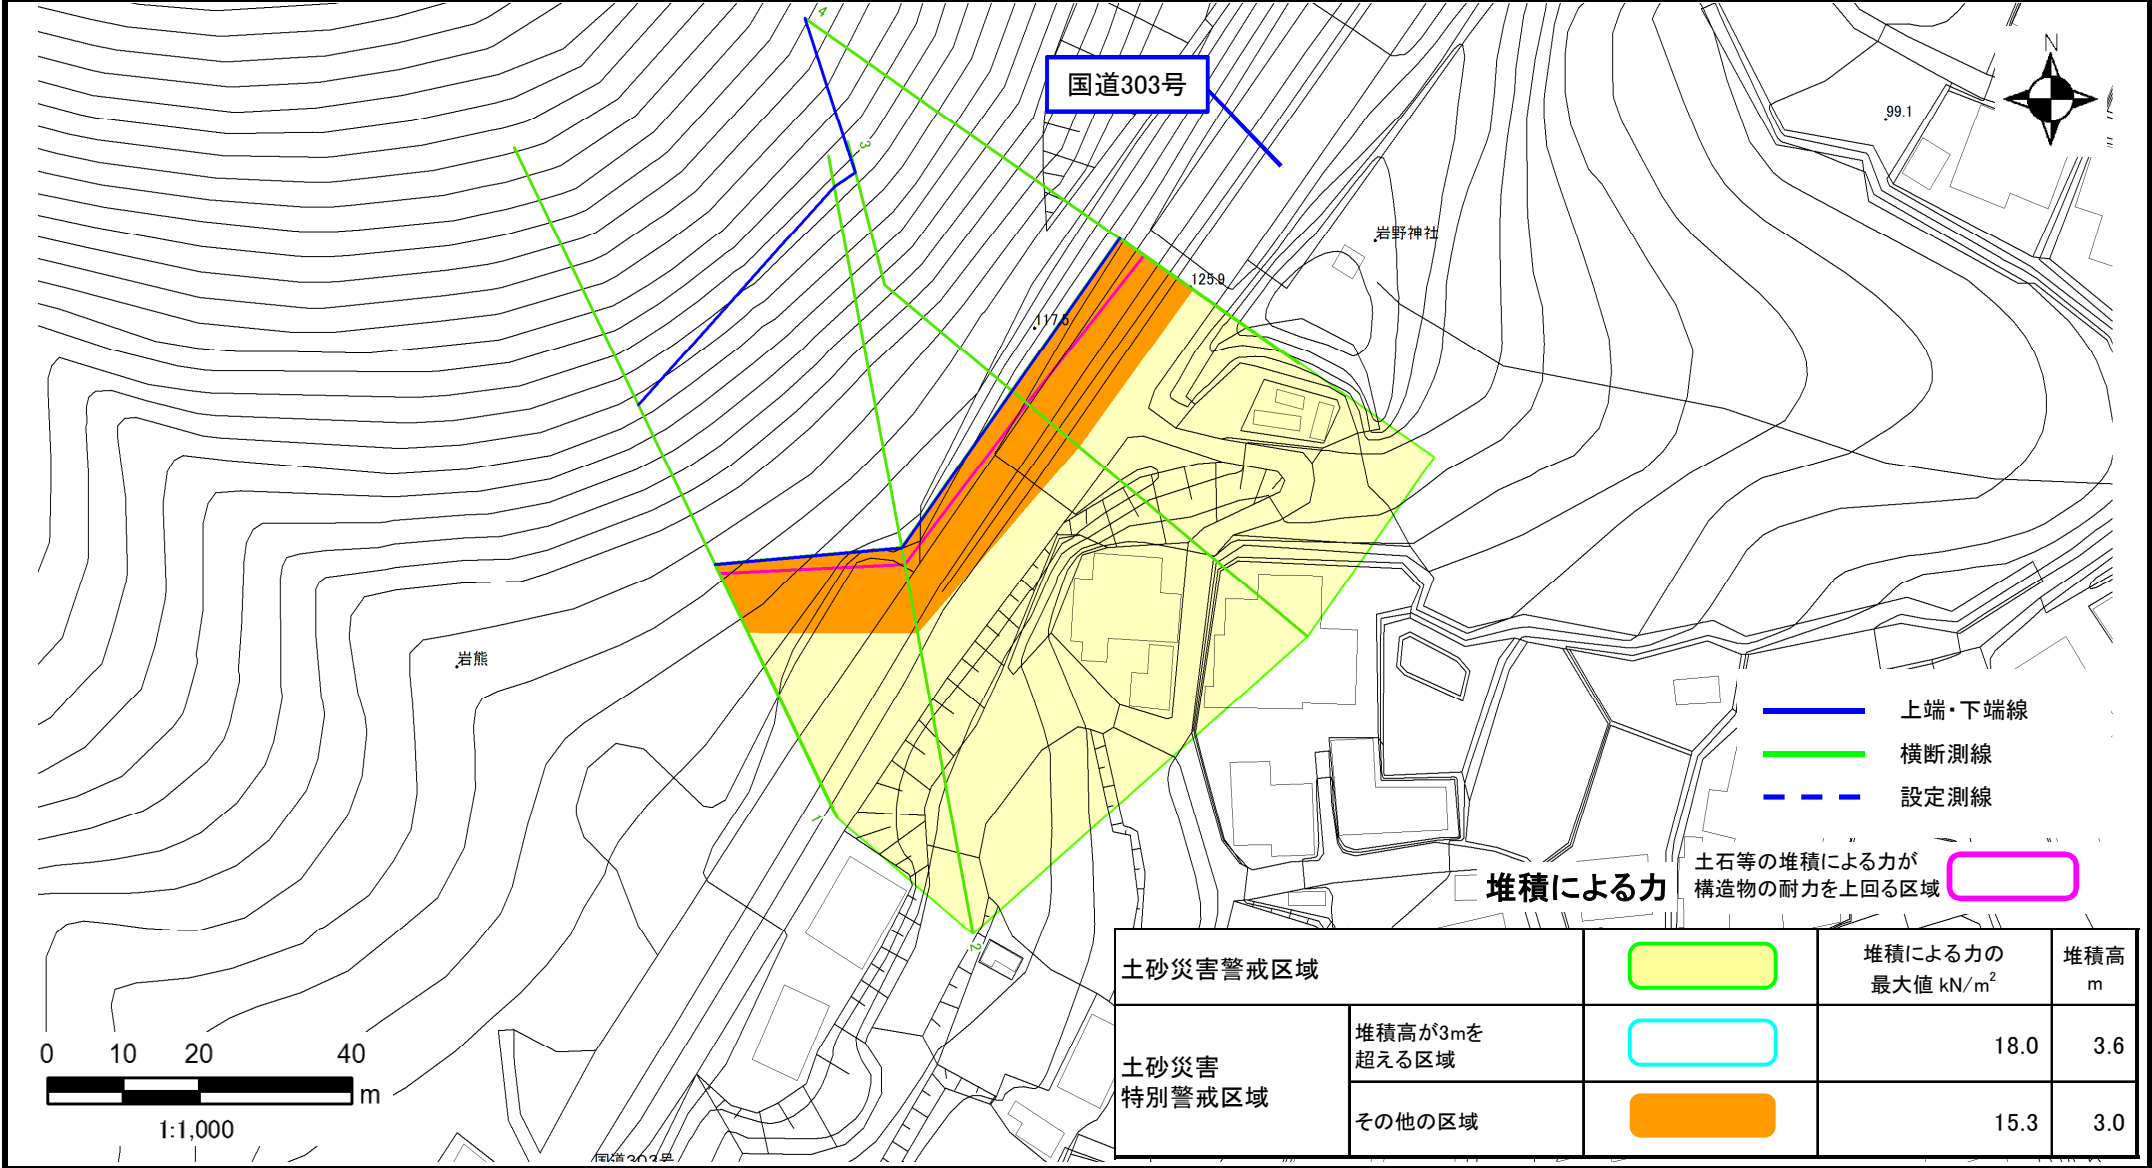 4
国道303号
N
99.1
3
岩野神社
125.9
117.5
岩熊
上端・下端線
横断測線
設定測線
1
土石等の堆積による力が
構造物の耐力を上回る区域
堆積による力
2
土砂災害警戒区域
堆積による力の
最大値 kN/m²
堆積高
m
土砂災害
特別警戒区域
堆積高が3mを
超える区域
18.0
3.6
その他の区域
15.3
3.0
0 10 20 40
m
1:1,000
国道303号